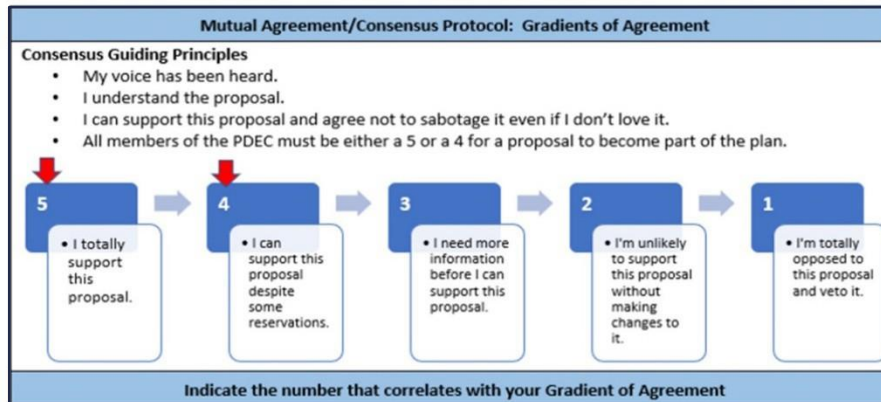 Mutual Agreement/Consensus Protocol:  Gradients of Agreement
Consensus Guiding Principles
• My voice has been heard.
• I understand the proposal.
• I can support this proposal and agree not to sabotage it even if I don't love it.
• All members of the PDEC must be either a 5 or a 4 for a proposal to become part of the plan.
5
• I totally
support
this
proposal.
4
• I can
support this
proposal
despite
some
reservations.
3
• I need more
information
before I can
support this
proposal.
2
• I'm unlikely
to support
this proposal
without
making
changes to
it.
1
• I'm totally
opposed to
this proposal
and veto it.
Indicate the number that correlates with your Gradient of Agreement